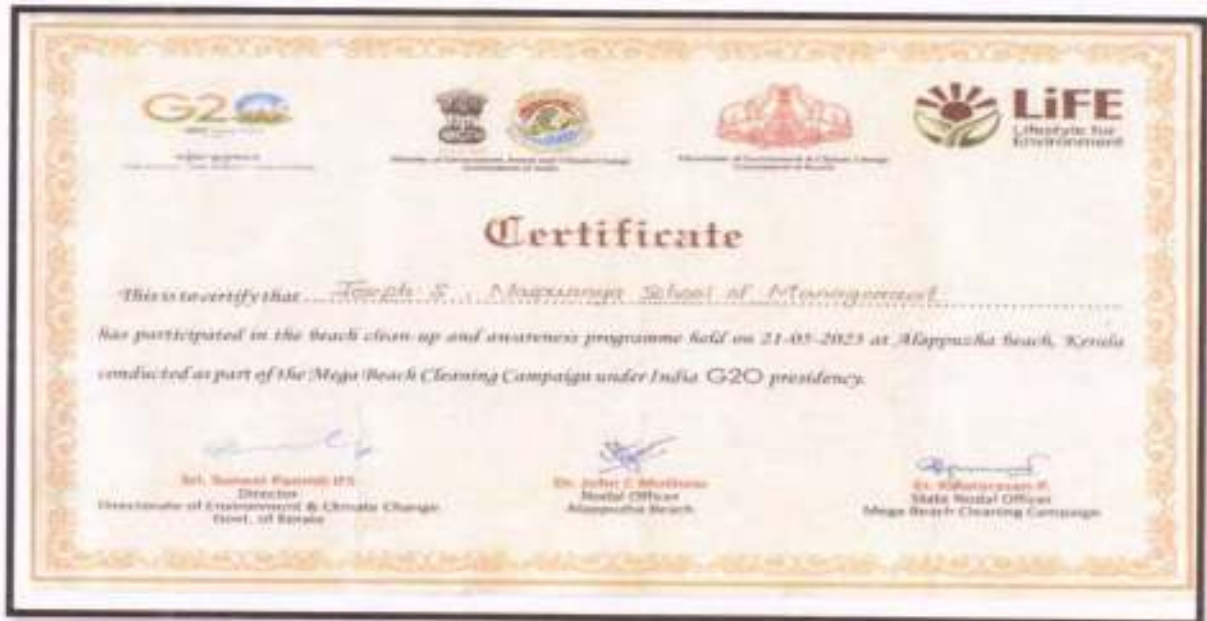 G20
LiFE
Lifestyle for
Environment
Certificate
This is to certify that Joseph S , School of Management
has participated in the beach clean-up and awareness programme held on 21-05-2023 at Alappuzha beach, Kerala
conducted as part of the Mega Beach Cleaning Campaign under India G20 presidency.
Director
Directorate of Environment & Climate Change
Govt. of Kerala
Dr. John C
Nodal Officer
Alappuzha Beach
State Nodal Officer
Mega Beach Cleaning Campaign